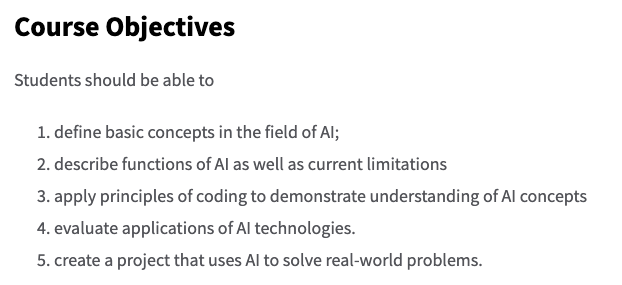 Course Objectives
Students should be able to
1. define basic concepts in the field of AI;
2. describe functions of AI as well as current limitations
3. apply principles of coding to demonstrate understanding of AI concepts
4. evaluate applications of AI technologies.
5. create a project that uses AI to solve real-world problems.